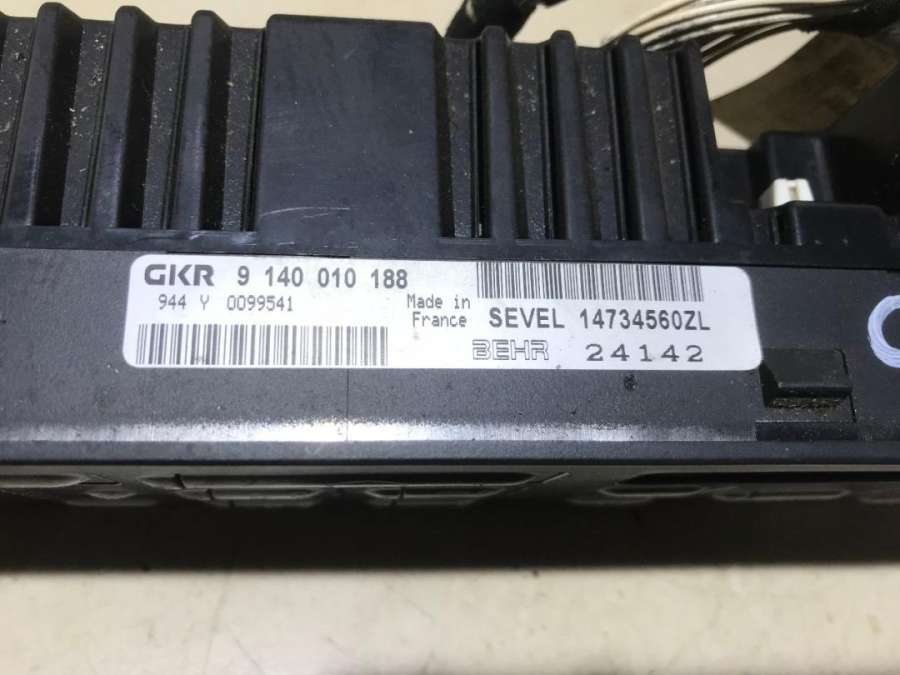 GKR 9 140 010 188
944 Y 0099541
Made in
France
SEVEL 14734560ZL
BEHR 24142